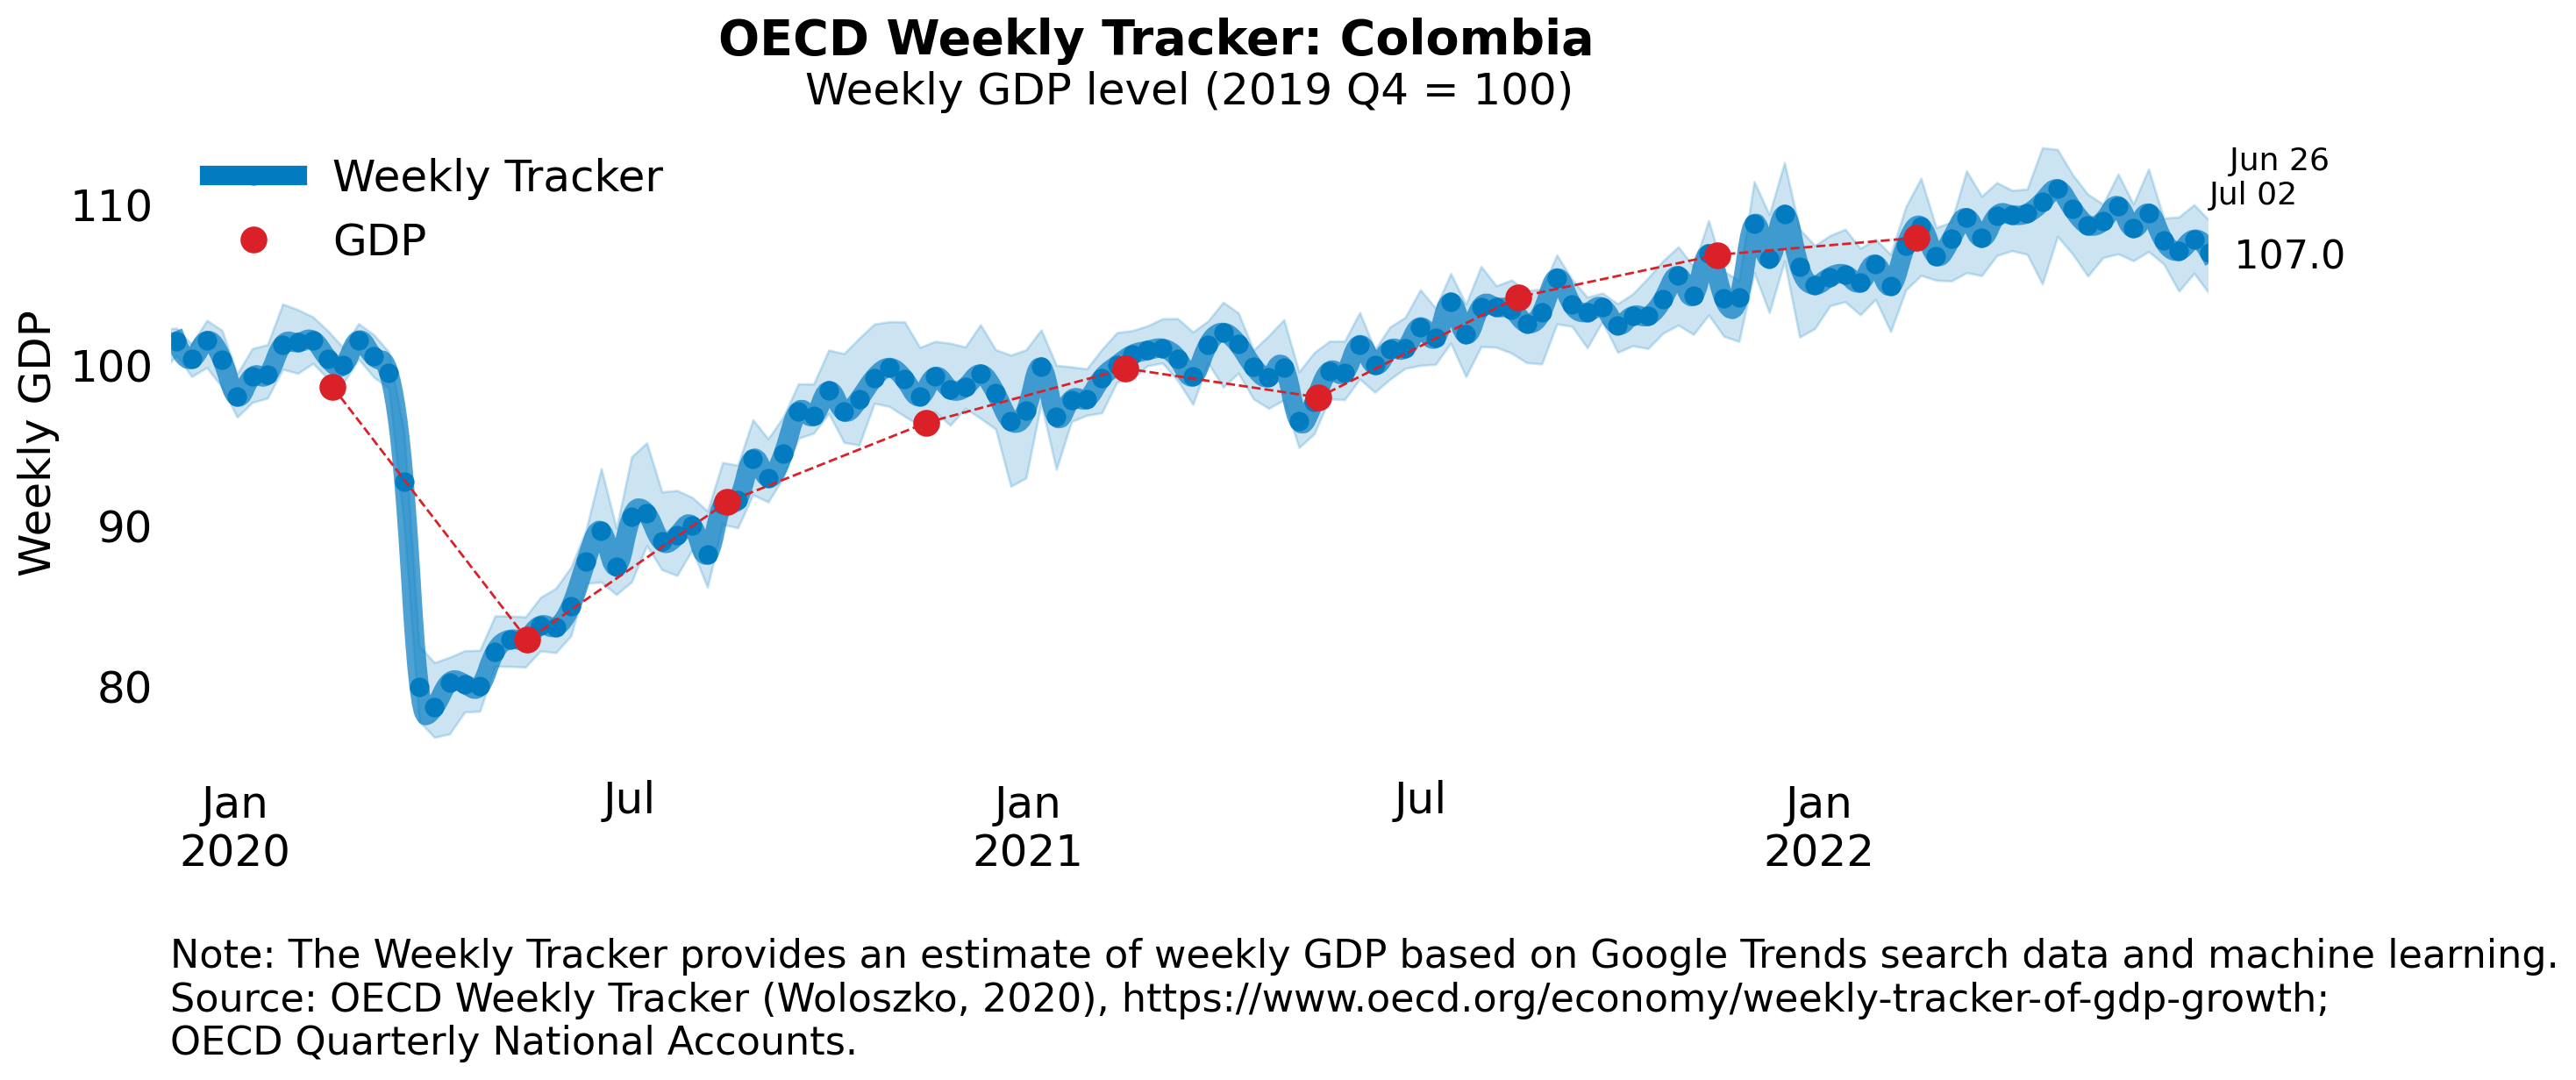 OECD Weekly Tracker: Colombia
Weekly GDP level (2019 Q4 = 100)
Weekly Tracker
GDP
Jun 26
Jul 02
107.0
Weekly GDP
110
100
90
80
Jan
2020
Jul
Jan
2021
Jul
Jan
2022
Note: The Weekly Tracker provides an estimate of weekly GDP based on Google Trends search data and machine learning.
Source: OECD Weekly Tracker (Woloszko, 2020), https://www.oecd.org/economy/weekly-tracker-of-gdp-growth;
OECD Quarterly National Accounts.